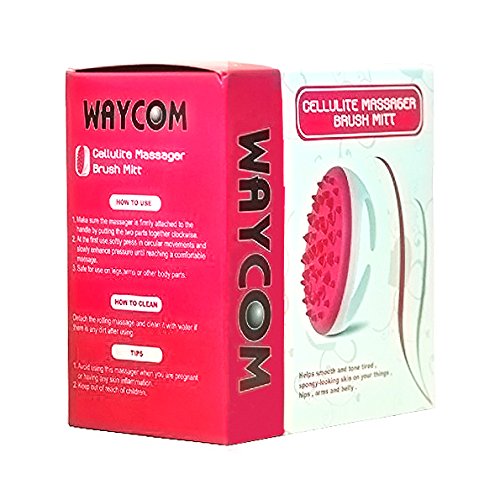 WAYCOM
Cellulite Massager
Brush Mitt
HOW TO USE
1. Make sure the massager is firmly attached to the
handle by putting the two parts together clockwise.
2. At the first use,softly press in circular movements and
slowly enhance pressure until reaching a comfortable
message.
3. Safe for use on legs,arms or other body parts.
HOW TO CLEAN
Detach the rolling massage and clean it with water if
there is any dirt after using.
TIPS
1. Avoid using this massager when you are pregnant
or having any sun inflammation.
2. Keep out of reach of children.
WAYCOM
CELLULITE MASSAGER
BRUSH MITT
Helps smooth and tone tired ,
spongy-looking skin on your things ,
hips , arms and belly .